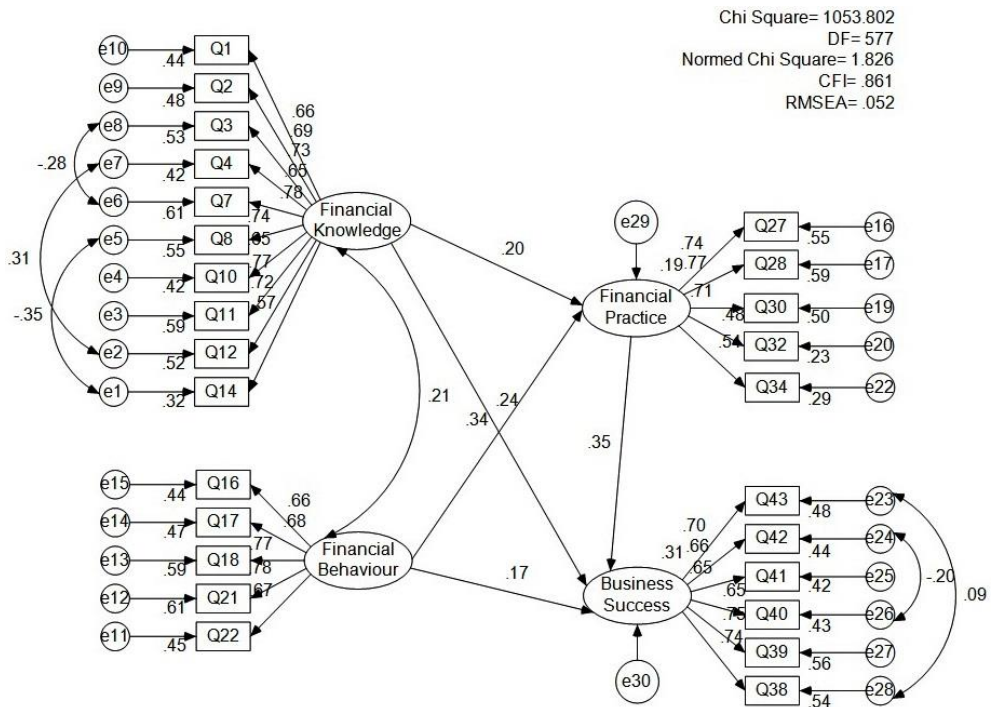 Chi Square= 1053.802
DF= 577
Normed Chi Square= 1.826
CFI= .861
RMSEA= .052
e10 .44 Q1
e9 .48 Q2
e8 .53 Q3
e7 .42 Q4
e6 .61 Q7
e5 .55 Q8
e4 .42 Q10
e3 .59 Q11
e2 .52 Q12
e1 .32 Q14
-.28
.31
-.35
.66
.69
.73
.65
.78
.74
.65
.77
.72
.57
Financial
Knowledge
.20
.21
.34
.24
e29
.19
Financial
Practice
.74
.77
.71
.48
.54
Q27 .55 e16
Q28 .59 e17
Q30 .50 e19
Q32 .23 e20
Q34 .29 e22
.35
e15 .44 Q16
e14 .47 Q17
e13 .59 Q18
e12 .61 Q21
e11 .45 Q22
.66
.68
.77
.78
.67
Financial
Behaviour
.17
.31
Business
Success
e30
.70
.66
.65
.65
.75
.74
Q43 .48 e23
Q42 .44 e24
Q41 .42 e25
Q40 .43 e26
Q39 .56 e27
Q38 .54 e28
-.20
.09